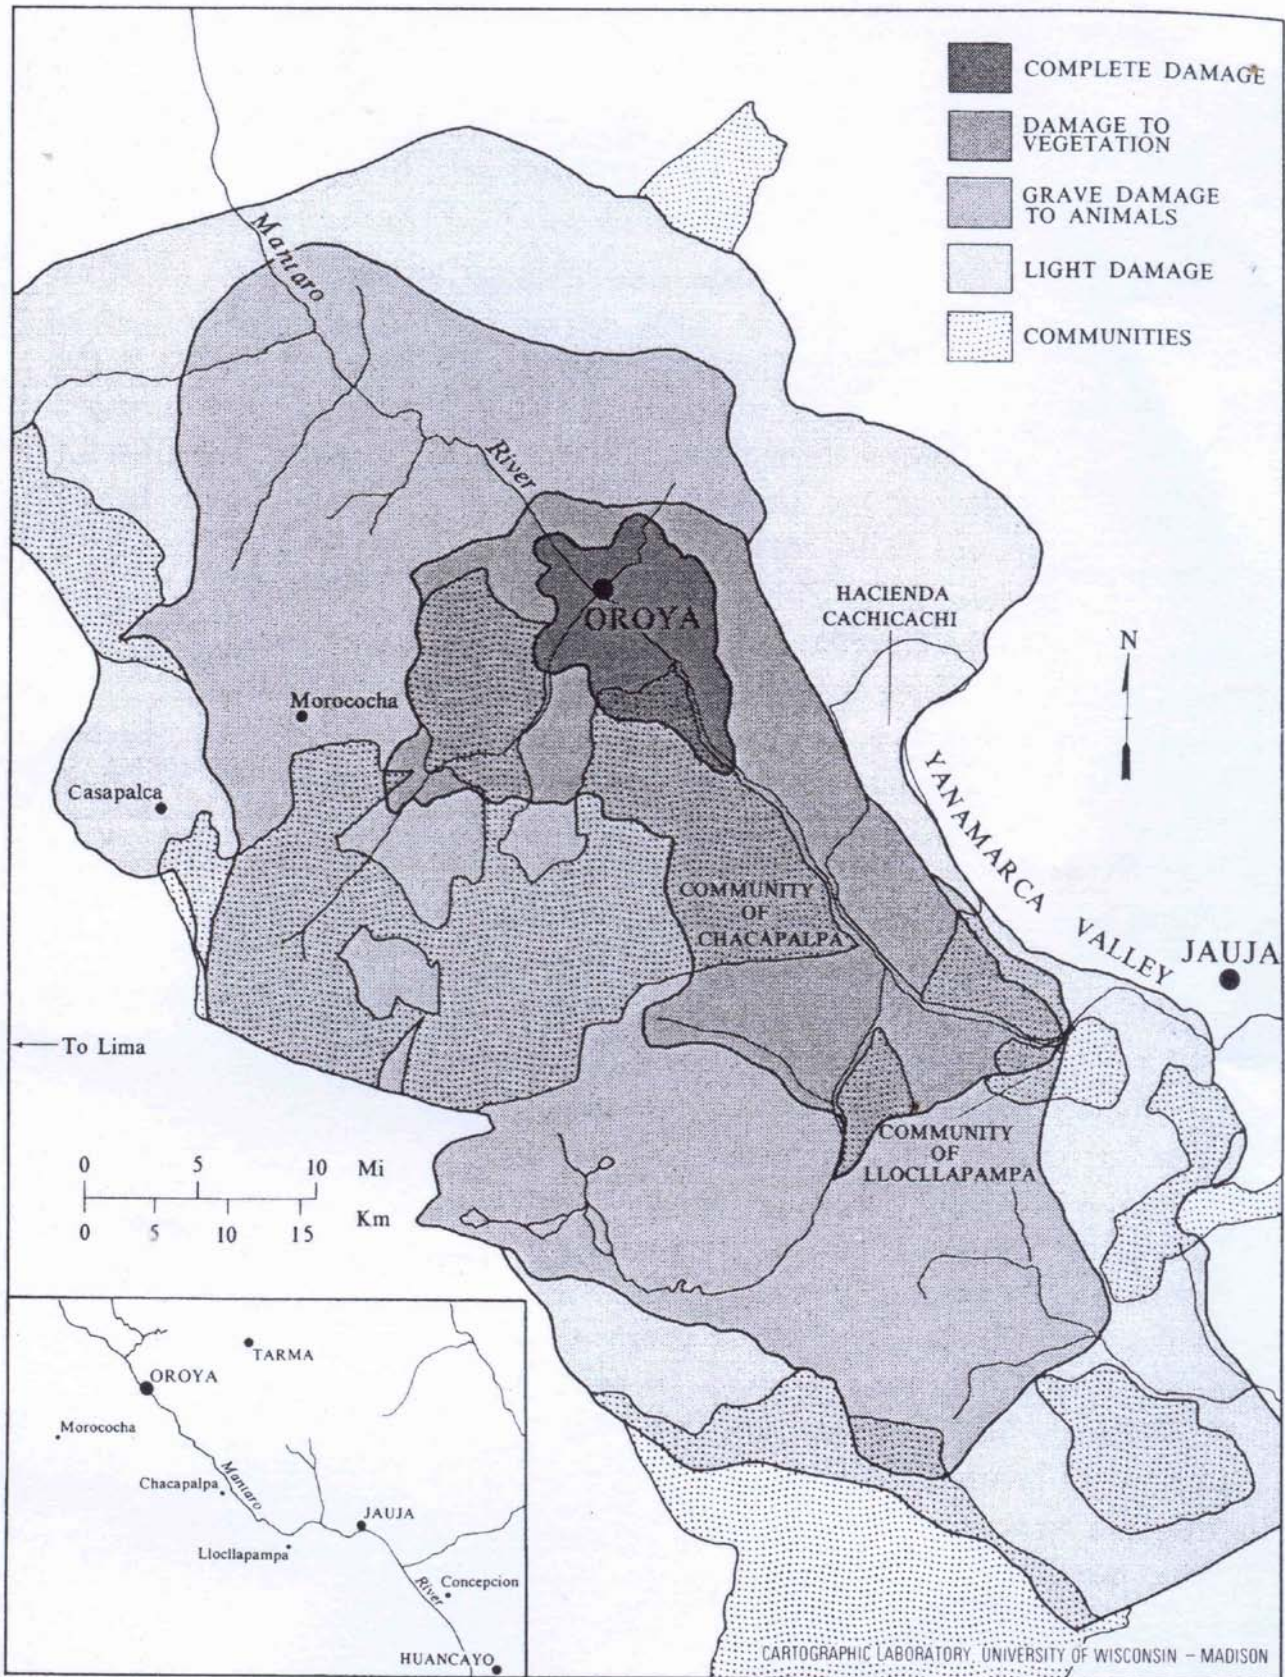 COMPLETE DAMAGE
DAMAGE TO
VEGETATION
GRAVE DAMAGE
TO ANIMALS
LIGHT DAMAGE
COMMUNITIES
Mantaro
River
OROYA
HACIENDA
CACHICACHI
N
Morococha
Casapalca
YANAMARCA VALLEY
JAUJA
COMMUNITY
OF
CHACAPALPA
To Lima
COMMUNITY
OF
LLOCLLAPAMPA
0 5 10 Mi
Km
0 5 10 15
TARMA
OROYA
Morococha
Chacapalpa
Mantaro
JAUJA
Llocllapampa
River
Concepcion
HUANCAYO
CARTOGRAPHIC LABORATORY, UNIVERSITY OF WISCONSIN – MADISON